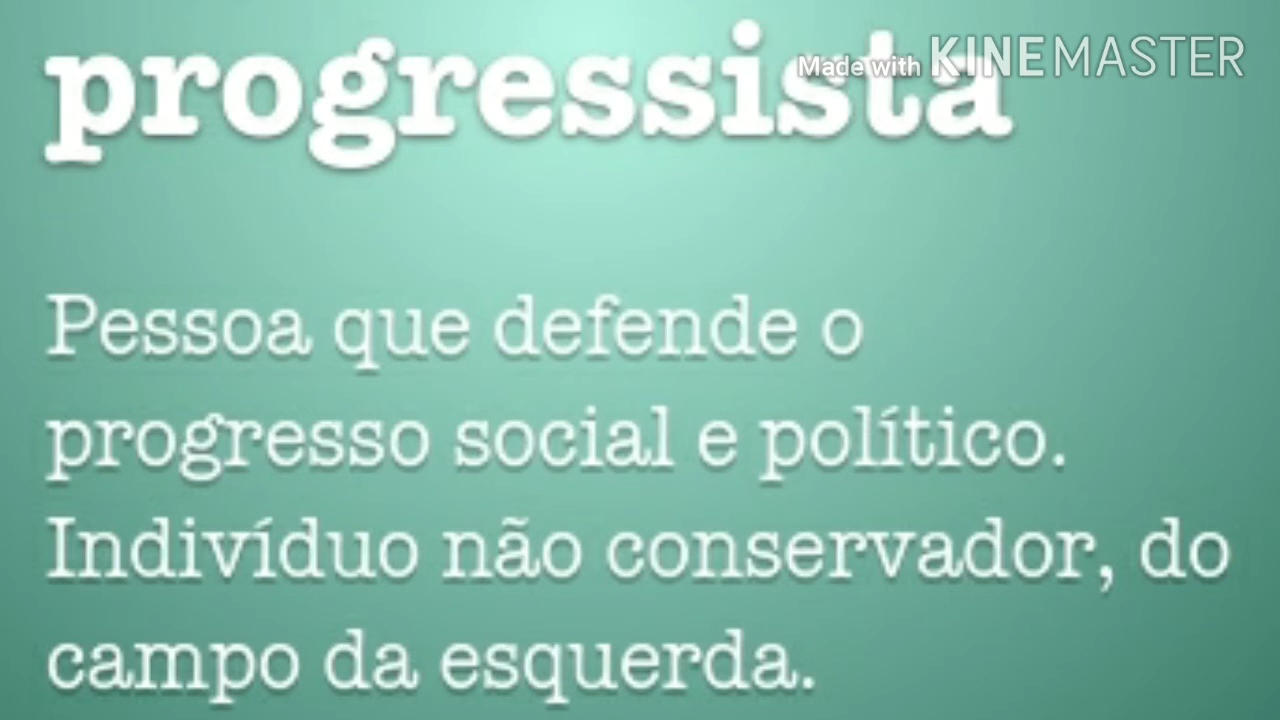 progressista
Made with KINEMASTER
Pessoa que defende o
progresso social e político.
Indivíduo não conservador, do
campo da esquerda.